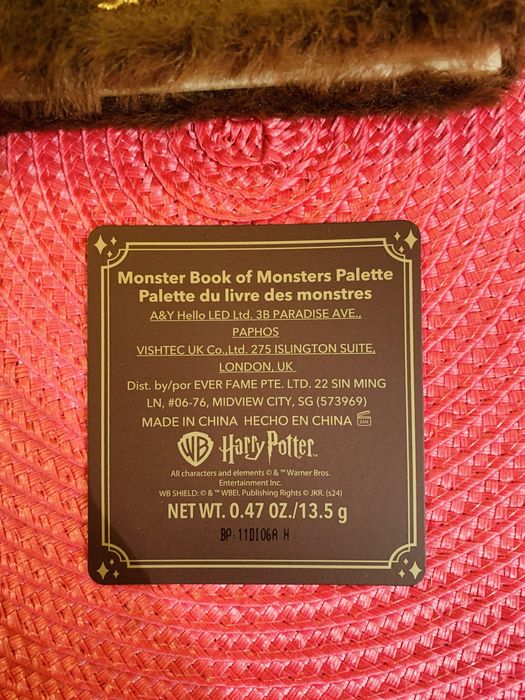 Monster Book of Monsters Palette
Palette du livre des monstres
A&Y Hello LED Ltd. 3B PARADISE AVE.,
PAPHOS
VISHTEC UK Co.,Ltd. 275 ISLINGTON SUITE,
LONDON, UK
Dist. by/por EVER FAME PTE. LTD. 22 SIN MING
LN, #06-76, MIDVIEW CITY, SG (573969)
MADE IN CHINA HECHO EN CHINA 24M
WB Harry Potter™
All characters and elements © & ™ Warner Bros.
Entertainment Inc.
WB SHIELD: © & ™ WBEI. Publishing Rights © JKR. (s24)
NET WT. 0.47 OZ./13.5 g
BP: 11DI06A H